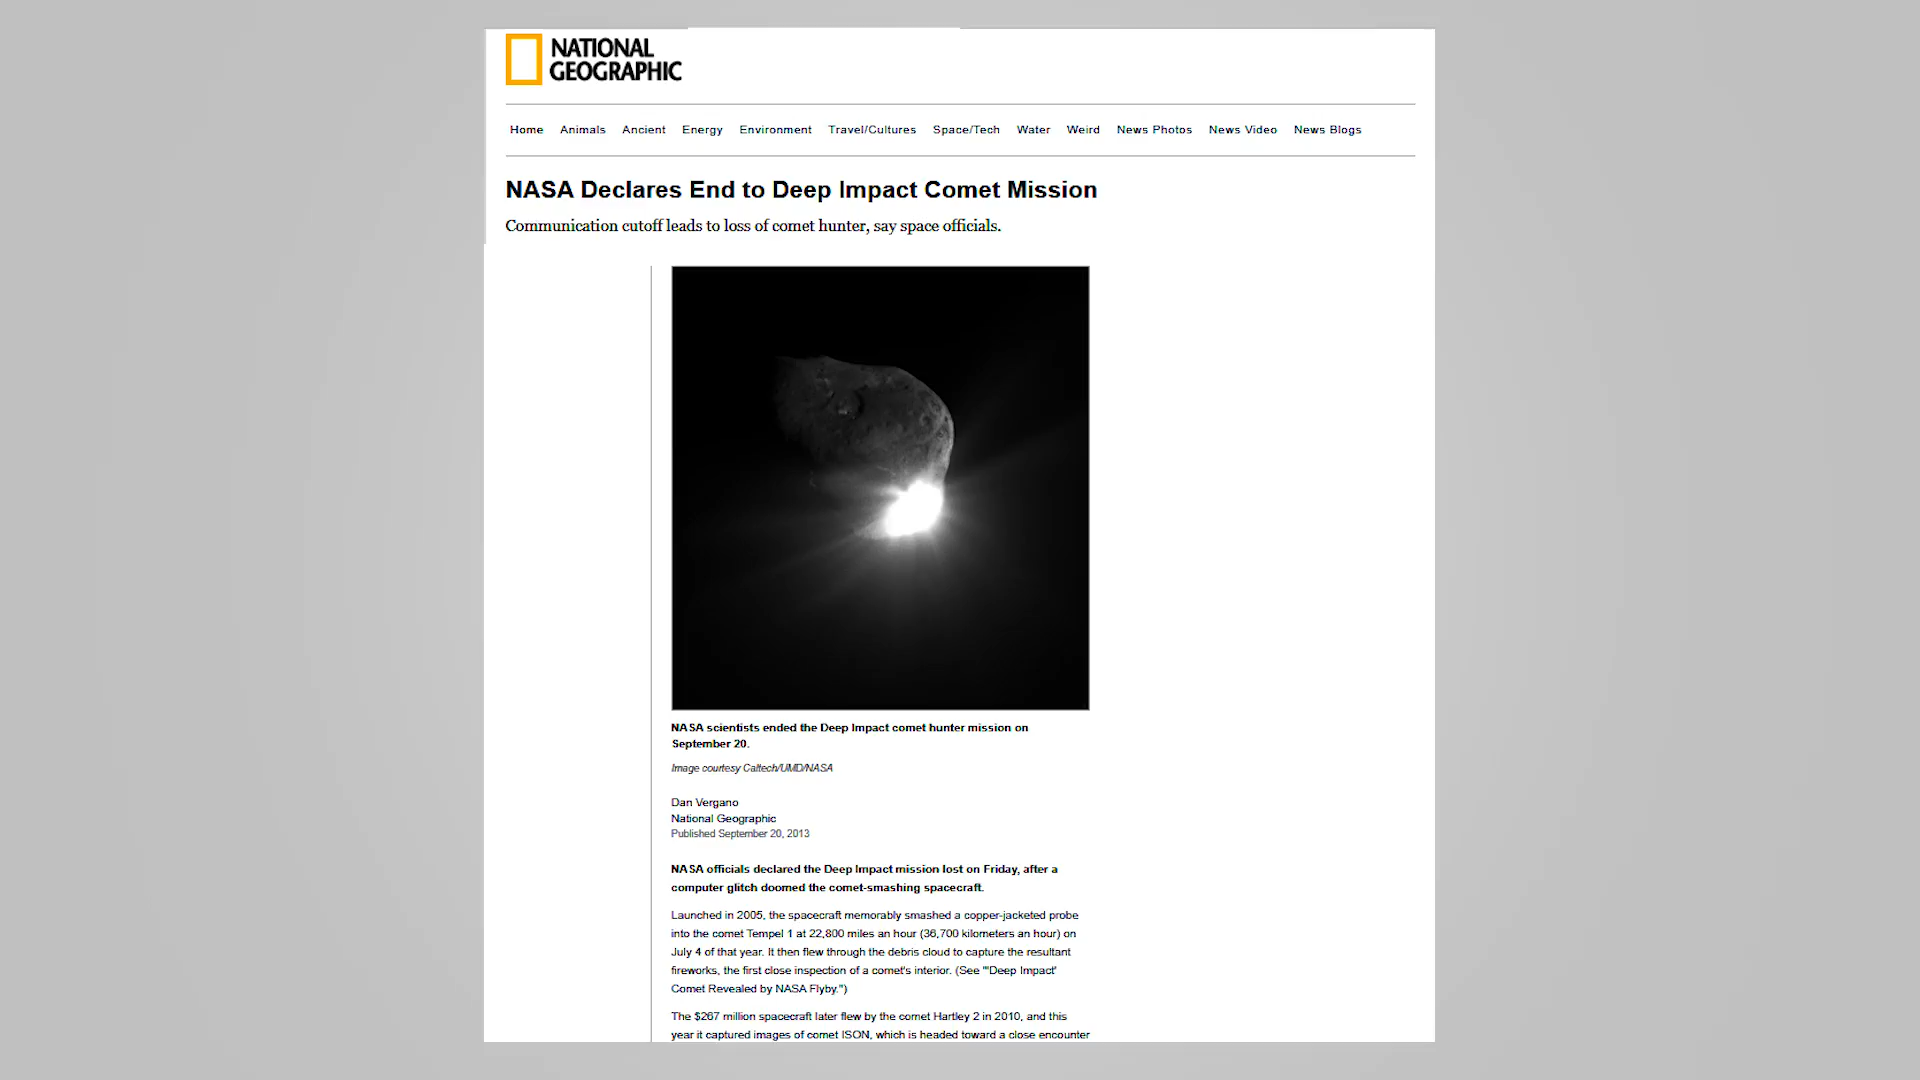 NATIONAL
GEOGRAPHIC
Home Animals Ancient Energy Environment Travel/Cultures Space/Tech Water Weird News Photos News Video News Blogs
NASA Declares End to Deep Impact Comet Mission
Communication cutoff leads to loss of comet hunter, say space officials.
NASA scientists ended the Deep Impact comet hunter mission on
September 20.
Image courtesy Caltech/UMD/NASA
Dan Vergano
National Geographic
Published September 20, 2013
NASA officials declared the Deep Impact mission lost on Friday, after a
computer glitch doomed the comet-smashing spacecraft.
Launched in 2005, the spacecraft memorably smashed a copper-jacketed probe
into the comet Tempel 1 at 22,800 miles an hour (36,700 kilometers an hour) on
July 4 of that year. It then flew through the debris cloud to capture the resultant
fireworks, the first close inspection of a comet's interior. (See "'Deep Impact'
Comet Revealed by NASA Flyby.")
The $267 million spacecraft later flew by the comet Hartley 2 in 2010, and this
year it captured images of comet ISON, which is headed toward a close encounter